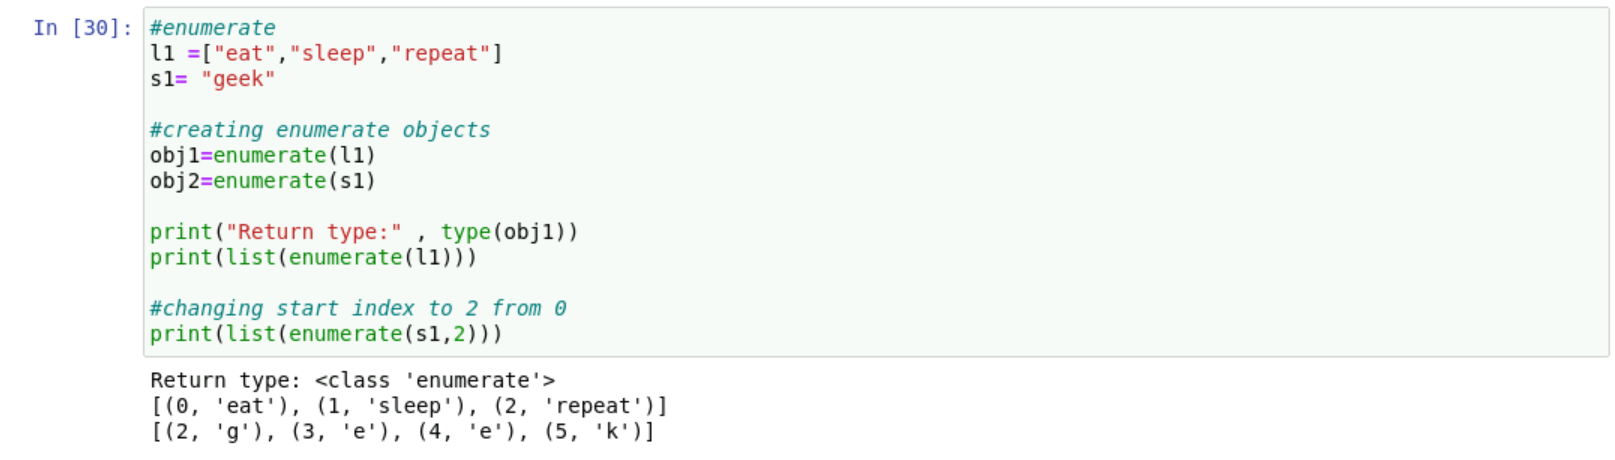 In [30]:
#enumerate
l1 =["eat","sleep","repeat"]
s1= "geek"
#creating enumerate objects
obj1=enumerate(l1)
obj2=enumerate(s1)
print("Return type:" , type(obj1))
print(list(enumerate(l1)))
#changing start index to 2 from 0
print(list(enumerate(s1,2)))
Return type: <class 'enumerate'>
[(0, 'eat'), (1, 'sleep'), (2, 'repeat')]
[(2, 'g'), (3, 'e'), (4, 'e'), (5, 'k')]